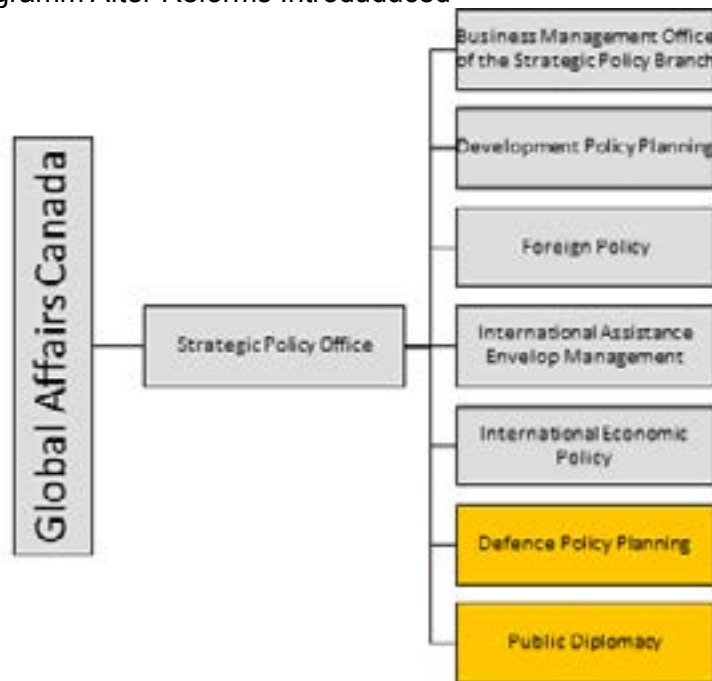 Business Management Office
of the Strategic Policy Branch
Development Policy Planning
Foreign Policy
Global Affairs Canada
Strategic Policy Office
International Assistance
Envelop Management
International Economic
Policy
Defence Policy Planning
Public Diplomacy